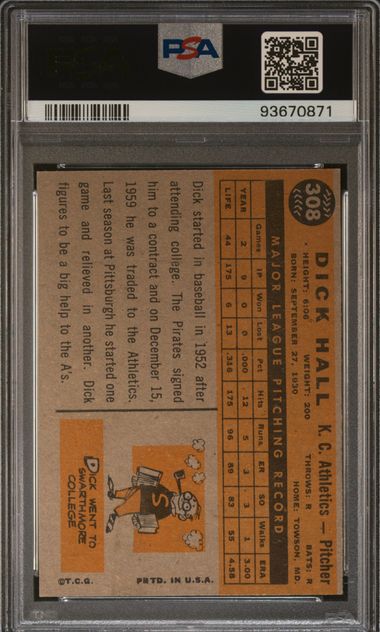 PSA
93670871
308
DICK HALL
K. C. Athletics — Pitcher
HEIGHT: 6:06 WEIGHT: 200 THROWS: R BATS: R
BORN: SEPTEMBER 27, 1930 HOME: TOWSON, MD.
MAJOR LEAGUE PITCHING RECORD
Games IP Won Lost Pct Hits Runs ER SO Walks ERA
YEAR 2 9 0 0 .000 12 5 3 3 1 3.00
LIFE 44 175 6 13 .316 175 96 89 83 55 4.58
Dick started in baseball in 1952 after
attending college. The Pirates signed
him to a contract and on December 15,
1959 he was traded to the Athletics.
Last season at Pittsburgh he started one
game and relieved in another. Dick
figures to be a big help to the A's.
S
DICK WENT TO
SWARTHMORE
COLLEGE
©T.C.G. PRTD. IN U.S.A.